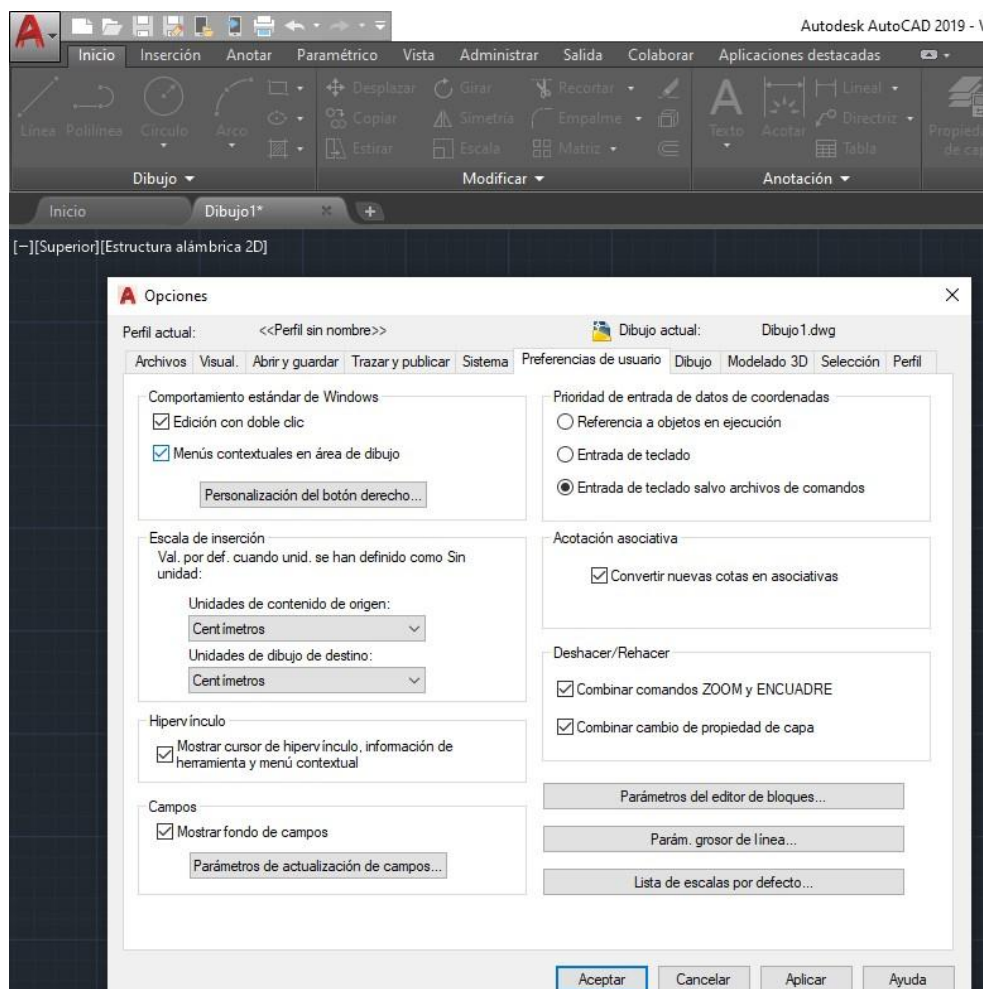 Autodesk AutoCAD 2019 -
Inicio Inserción Anotar Paramétrico Vista Administrar Salida Colaborar Aplicaciones destacadas
Desplazar Girar Recortar Lineal
Línea Polilínea Círculo Arco Copiar Simetría Empalme Texto Acotar Directriz
Estirar Escala Matriz Tabla
Dibujo Modificar Anotación
Inicio Dibujo1*
[−][Superior][Estructura alámbrica 2D]
Opciones
Perfil actual: <<Perfil sin nombre>> Dibujo actual: Dibujo1.dwg
Archivos Visual. Abrir y guardar Trazar y publicar Sistema Preferencias de usuario Dibujo Modelado 3D Selección Perfil
Comportamiento estándar de Windows
Edición con doble clic
Menús contextuales en área de dibujo
Personalización del botón derecho...
Escala de inserción
Val. por def. cuando unid. se han definido como Sin
unidad:
Unidades de contenido de origen:
Centímetros
Unidades de dibujo de destino:
Centímetros
Hipervínculo
Mostrar cursor de hipervínculo, información de
herramienta y menú contextual
Campos
Mostrar fondo de campos
Parámetros de actualización de campos...
Prioridad de entrada de datos de coordenadas
Referencia a objetos en ejecución
Entrada de teclado
Entrada de teclado salvo archivos de comandos
Acotación asociativa
Convertir nuevas cotas en asociativas
Deshacer/Rehacer
Combinar comandos ZOOM y ENCUADRE
Combinar cambio de propiedad de capa
Parámetros del editor de bloques...
Parám. grosor de línea...
Lista de escalas por defecto...
Aceptar Cancelar Aplicar Ayuda